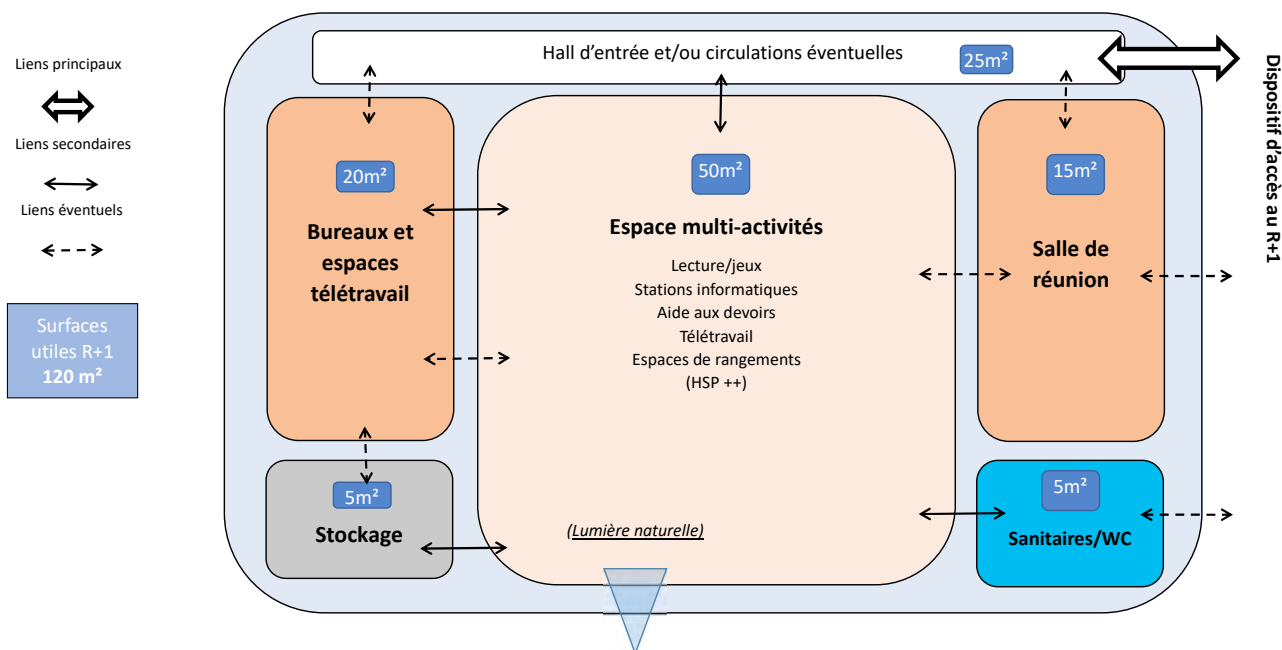 Liens principaux
Liens secondaires
Liens éventuels
Surfaces
utiles R+1
120 m²
Hall d'entrée et/ou circulations éventuelles
25m²
20m²
Bureaux et
espaces
télétravail
50m²
Espace multi-activités
Lecture/jeux
Stations informatiques
Aide aux devoirs
Télétravail
Espaces de rangements
(HSP ++)
(Lumière naturelle)
15m²
Salle de
réunion
5m²
Stockage
5m²
Sanitaires/WC
Dispositif d'accès au R+1